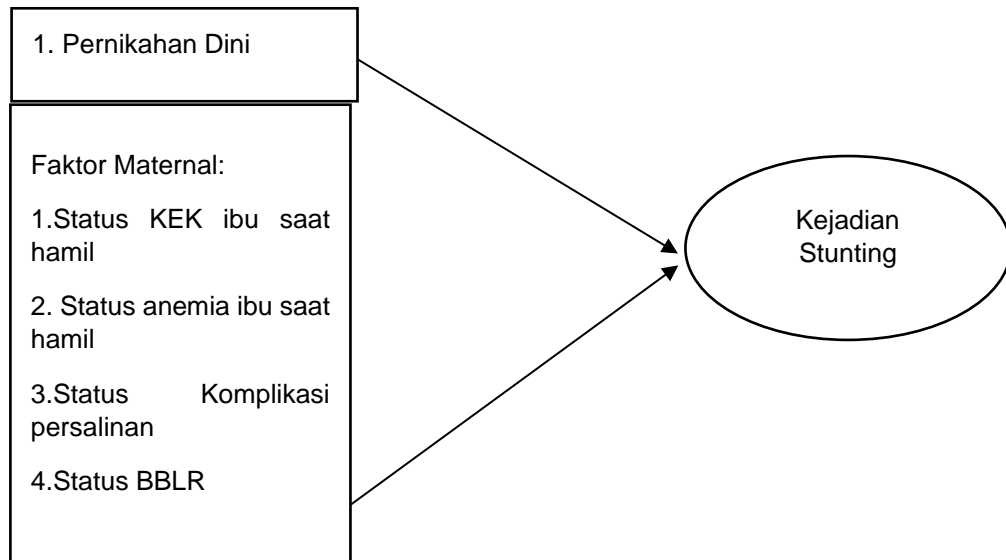 1. Pernikahan Dini
Faktor Maternal:
1.Status KEK ibu saat
hamil
2. Status anemia ibu saat
hamil
3.Status Komplikasi
persalinan
4.Status BBLR
Kejadian
Stunting